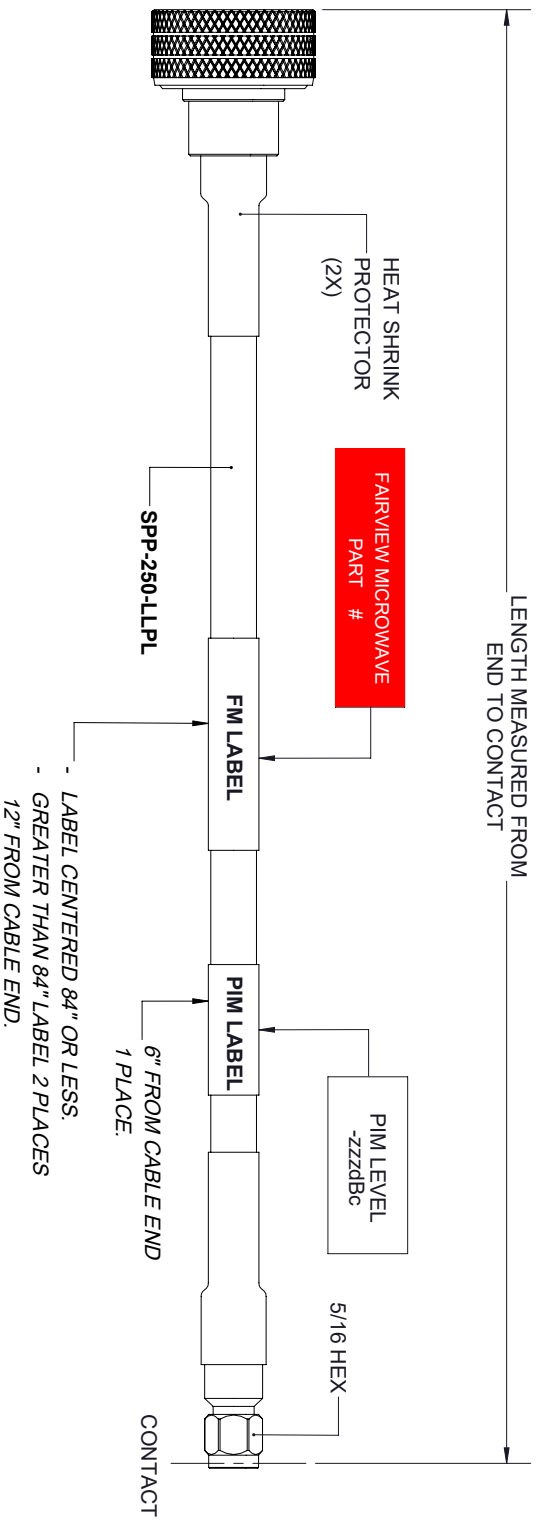 LENGTH MEASURED FROM
END TO CONTACT
HEAT SHRINK
PROTECTOR
(2X)
FAIRVIEW MICROWAVE
PART #
PIM LEVEL
-zzzdBc
5/16 HEX
SPP-250-LLPL
FM LABEL
PIM LABEL
CONTACT
6" FROM CABLE END
1 PLACE.
- LABEL CENTERED 84" OR LESS.
- GREATER THAN 84" LABEL 2 PLACES
12" FROM CABLE END.